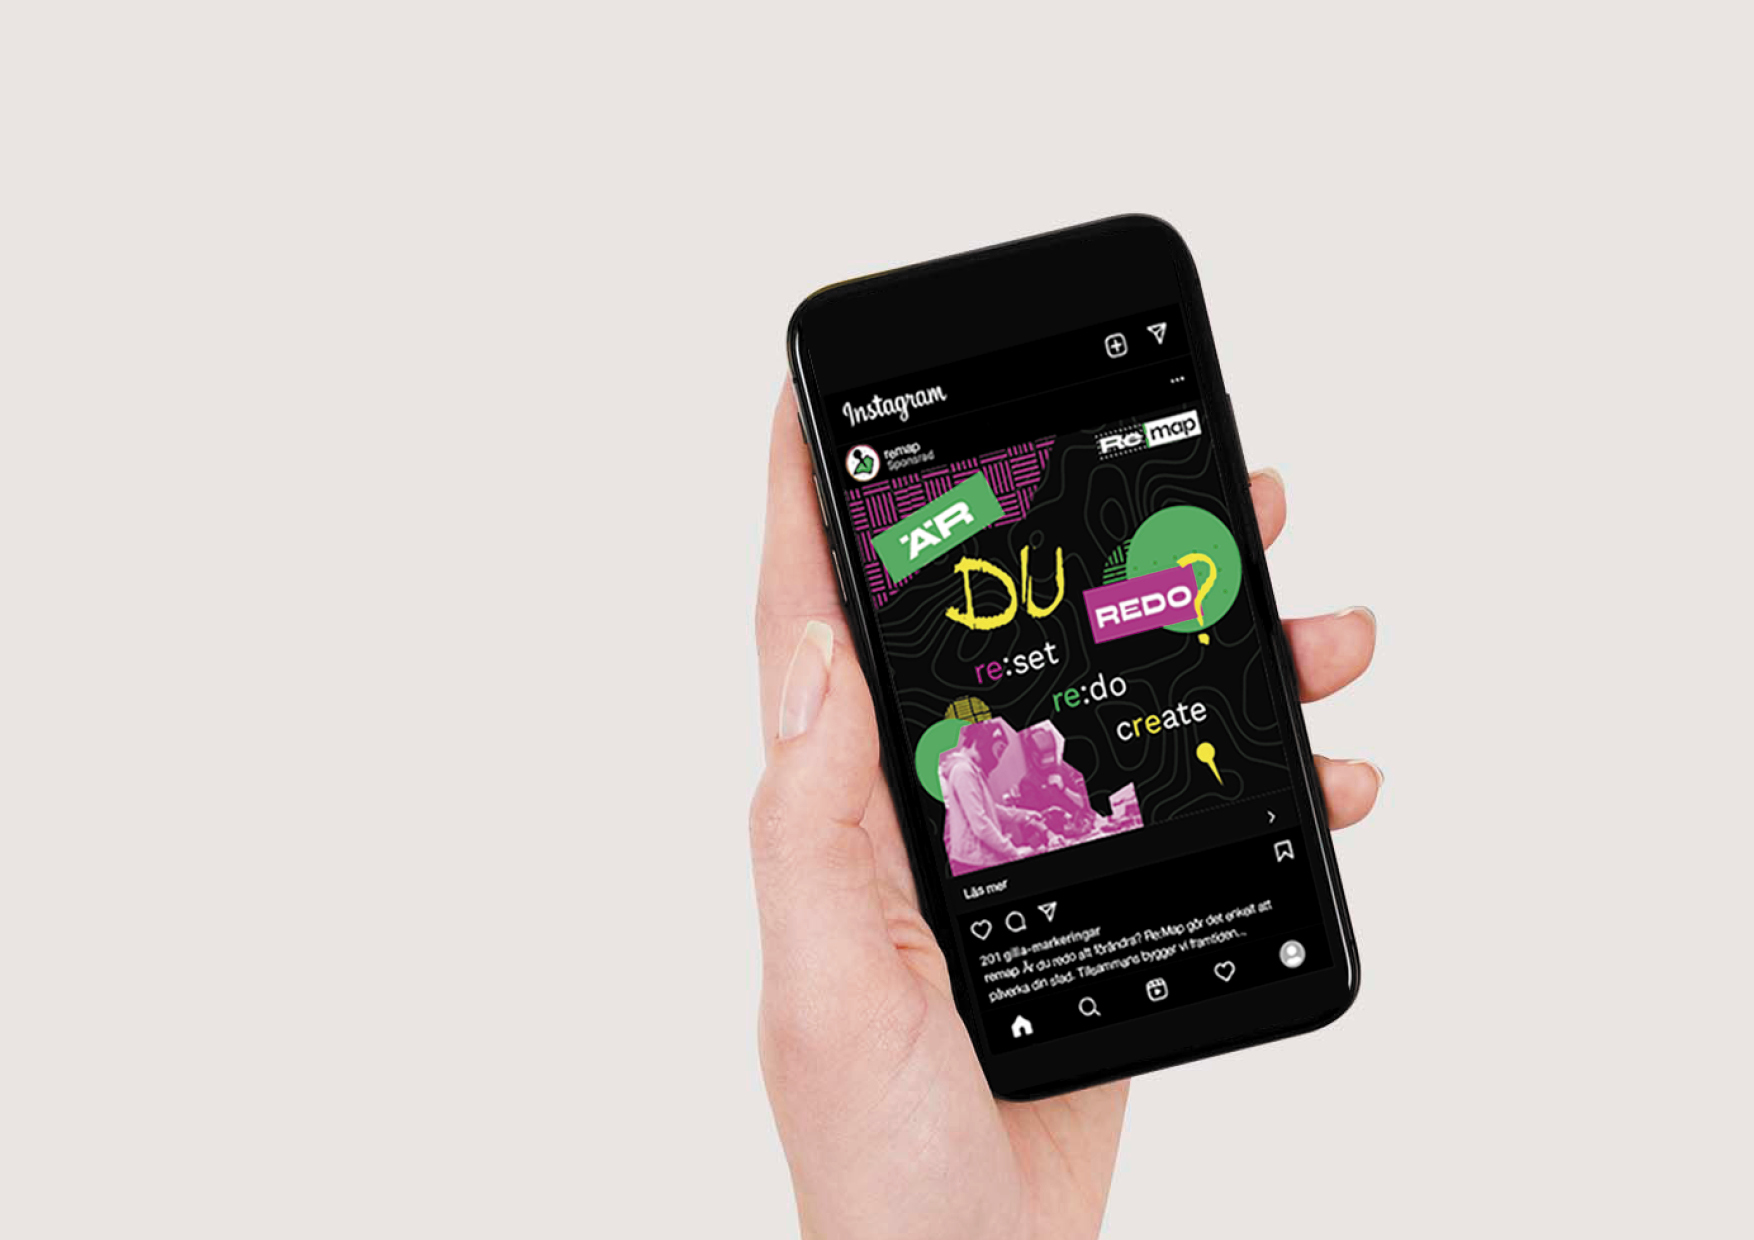 Instagram
remap
Sponsrad
Re:map
ÄR
DU
REDO?
re:set
re:do
create
Läs mer
201 gilla-markeringar
remap Är du redo att förändra? Re:Map gör det enkelt att
påverka din stad. Tillsammans bygger vi framtiden...